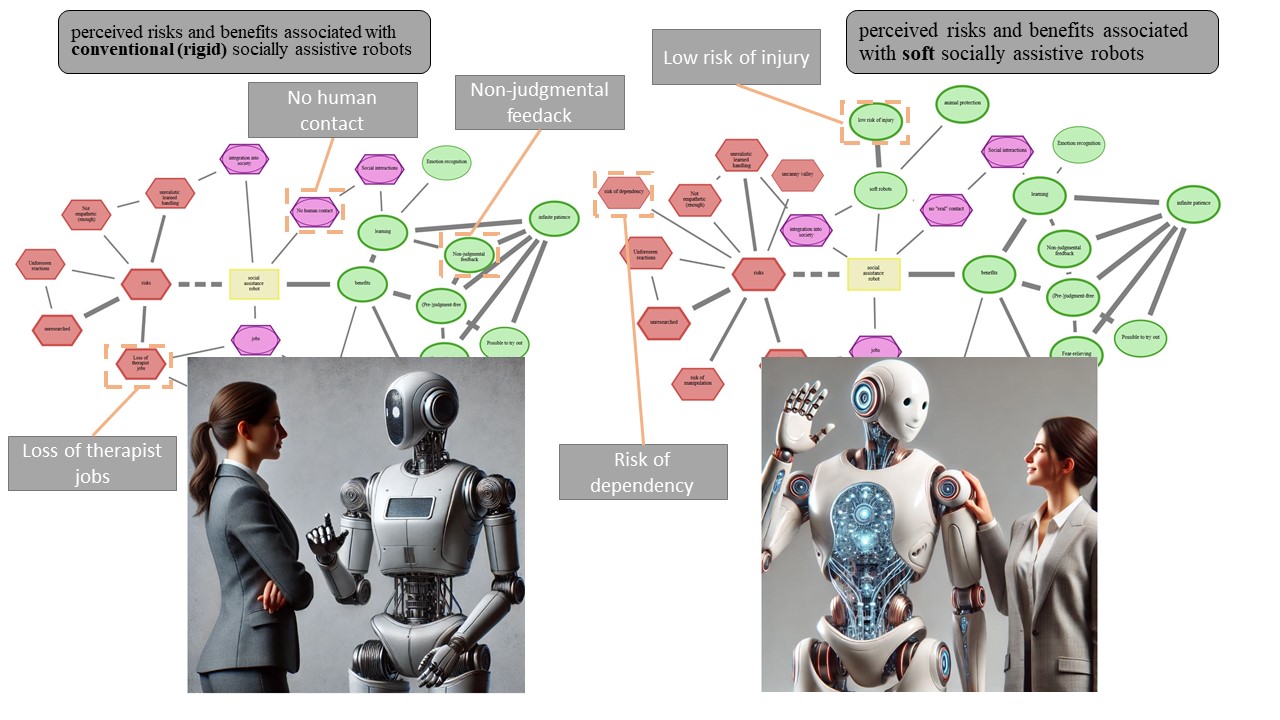 perceived risks and benefits associated with
conventional (rigid) socially assistive robots
No human
contact
Non-judgmental
feedack
integration into
society
Social interactions
Emotion recognition
unrealistic
learned
handling
Not
empathetic
(enough)
No human contact
learning
infinite patience
Unforeseen
reactions
Non-judgmental
feedback
risks
social
assistance
robot
benefits
(Pre-)judgment-free
unresearched
jobs
Possible to try out
Loss of
therapist
jobs
Loss of therapist
jobs
perceived risks and benefits associated
with soft socially assistive robots
Low risk of injury
low risk of injury
animal protection
unrealistic
learned
handling
uncanny valley
Social interactions
Emotion recognition
risk of dependency
Not
empathetic
(enough)
soft robots
no "real" contact
learning
infinite patience
integration into
society
Unforeseen
reactions
Non-judgmental
feedback
risks
social
assistance
robot
benefits
(Pre-)judgment-free
unresearched
jobs
Possible to try out
Fear-relieving
risk of
manipulation
Risk of
dependency